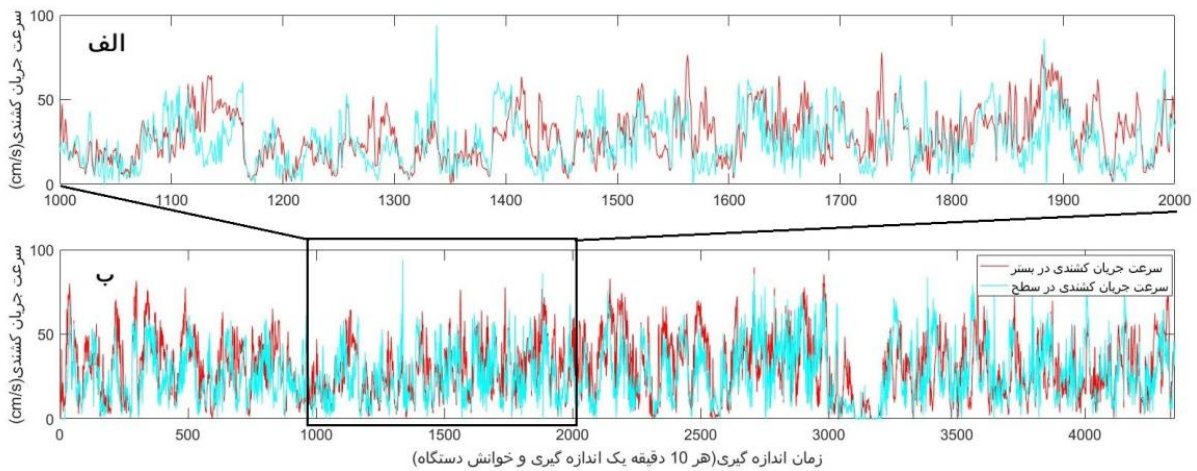 سرعت جریان کشندی(cm/s)
الف
100
50
0
1000 1100 1200 1300 1400 1500 1600 1700 1800 1900 2000
سرعت جریان کشندی(cm/s)
ب
100
50
0
سرعت جریان کشندی در بستر
سرعت جریان کشندی در سطح
0 500 1000 1500 2000 2500 3000 3500 4000
زمان اندازه گیری(هر 10 دقیقه یک اندازه گیری و خوانش دستگاه)